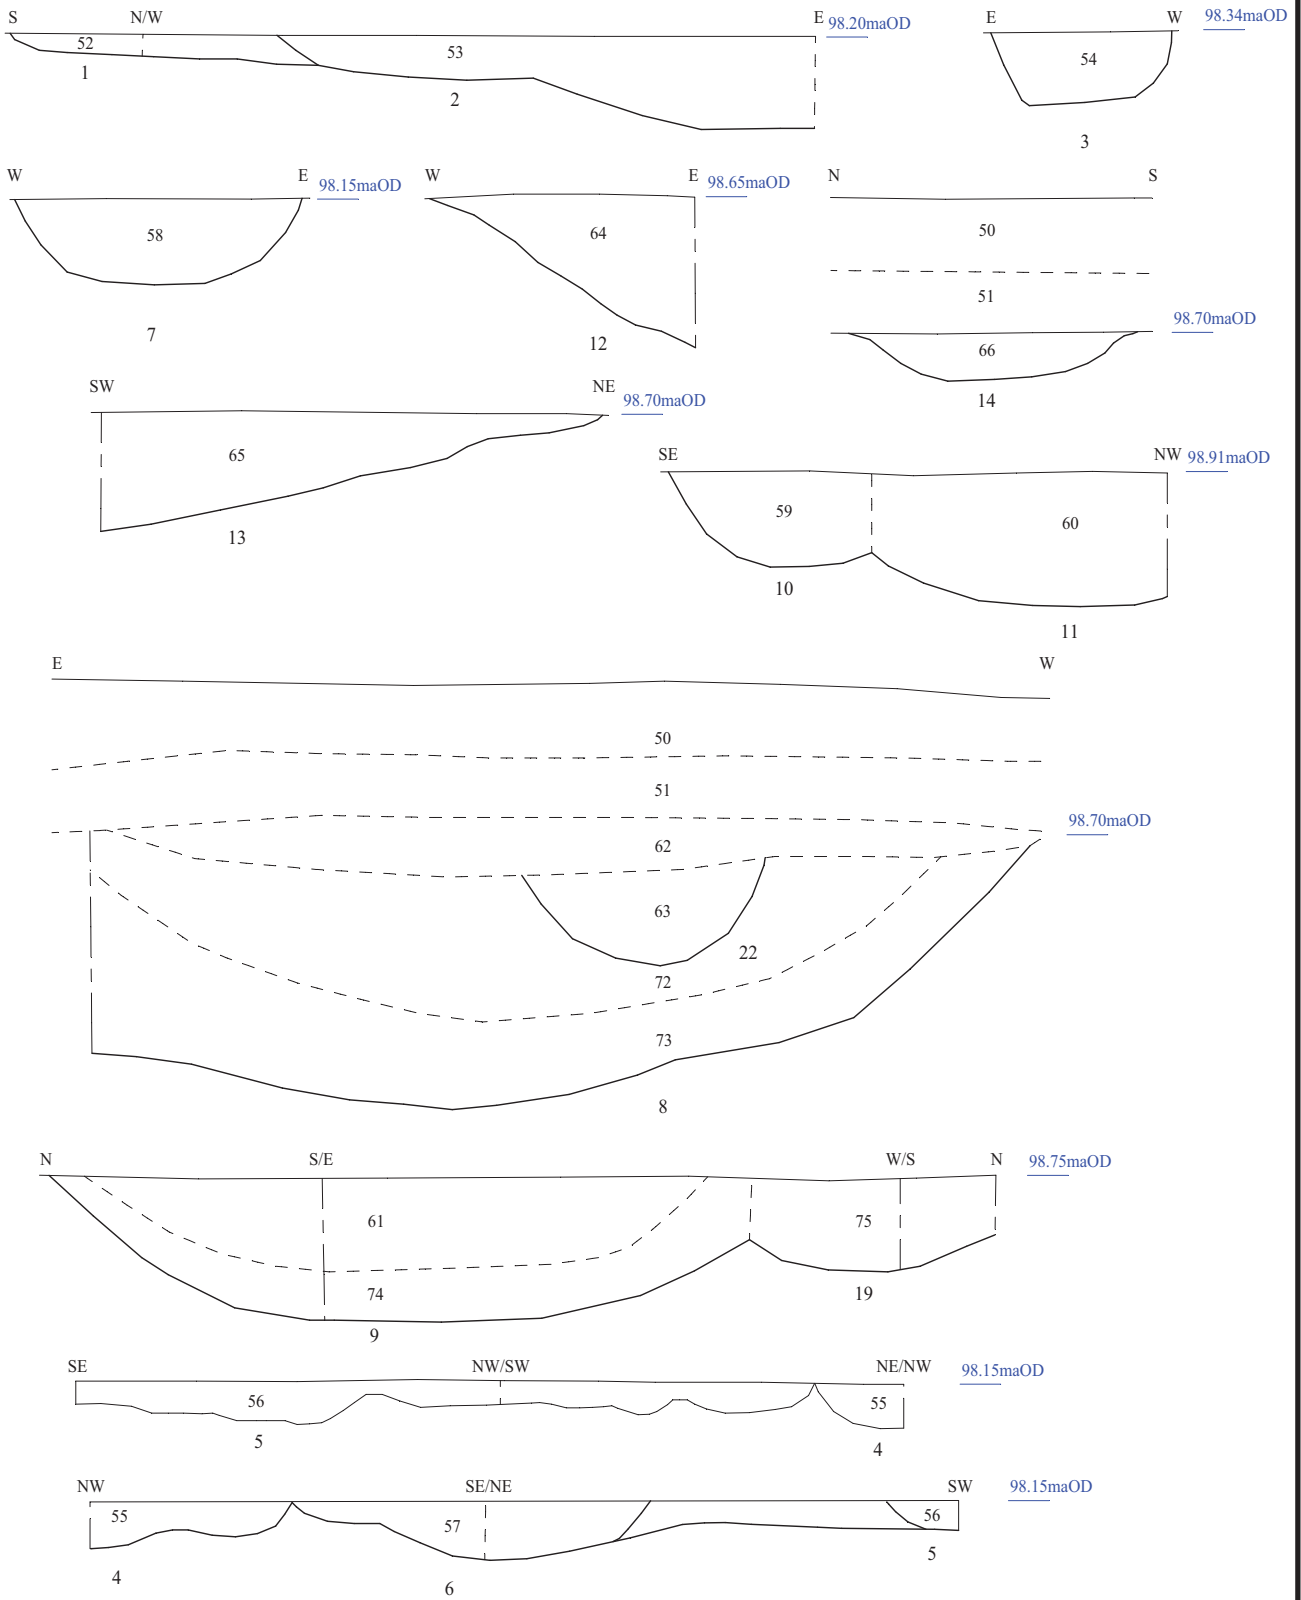 S N/W E 98.20maOD E W 98.34maOD
52 53 54
1 2 3
W E 98.15maOD W E 98.65maOD N S
58 64 50
51
98.70maOD
66
7 12 14
SW NE 98.70maOD
65
13
SE NW 98.91maOD
59 60
10 11
E W
50
51
98.70maOD
62
63
22
72
73
8
N S/E W/S N 98.75maOD
61 75
74 19
9
SE NW/SW NE/NW 98.15maOD
56 55
5 4
NW SE/NE SW 98.15maOD
55 57 56
4 6 5